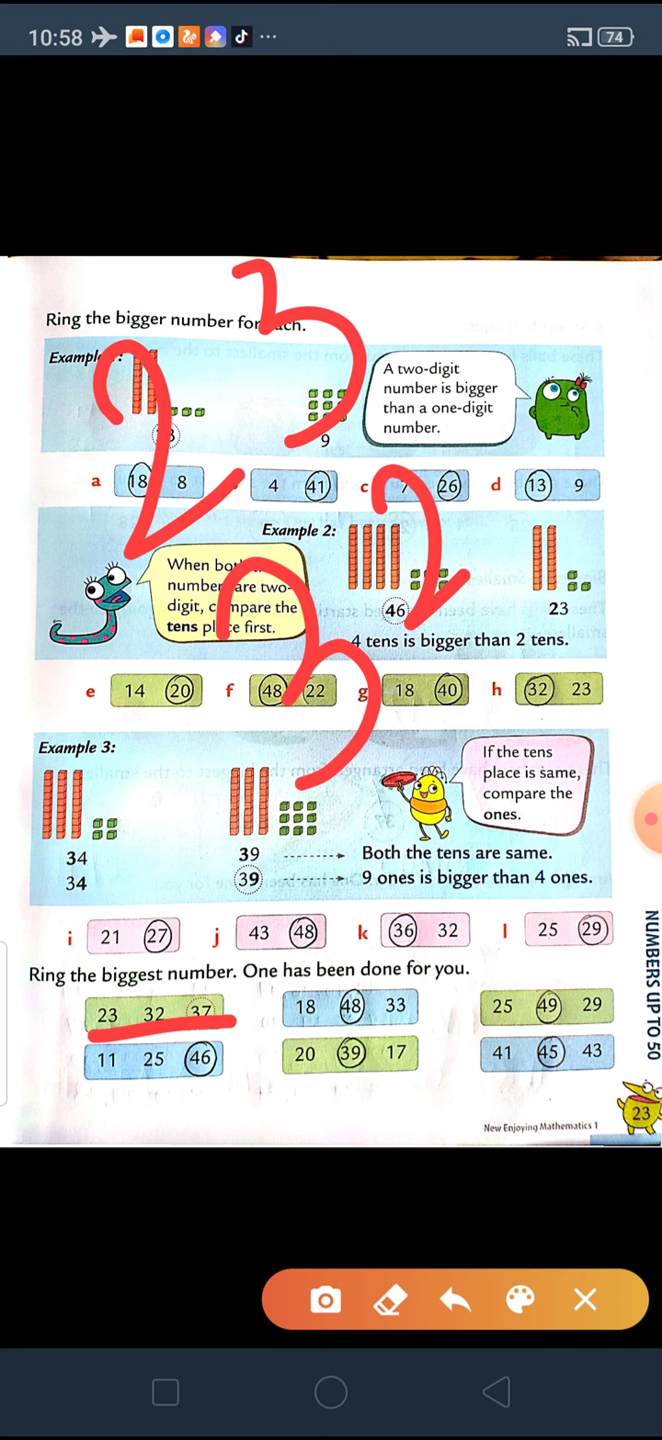 10:58
74
Ring the bigger number for
A two-digit
number is bigger
than a one-digit
number.
9
a 18 8 4 41 c 7 26 d 13 9
Example 2:
When
number are two-
digit, compare the
tens place first.
46 23
4 tens is bigger than 2 tens.
e 14 20 f 48 22 g 18 40 h 32 23
Example 3:
If the tens
place is same,
compare the
ones.
34 39 Both the tens are same.
34 39 9 ones is bigger than 4 ones.
i 21 27 j 43 48 k 36 32 l 25 29
Ring the biggest number. One has been done for you.
23 32 37 18 48 33 25 49 29
11 25 46 20 39 17 41 45 43
NUMBERS UP TO 50
23
New Enjoying Mathematics 1
2 3
3 2